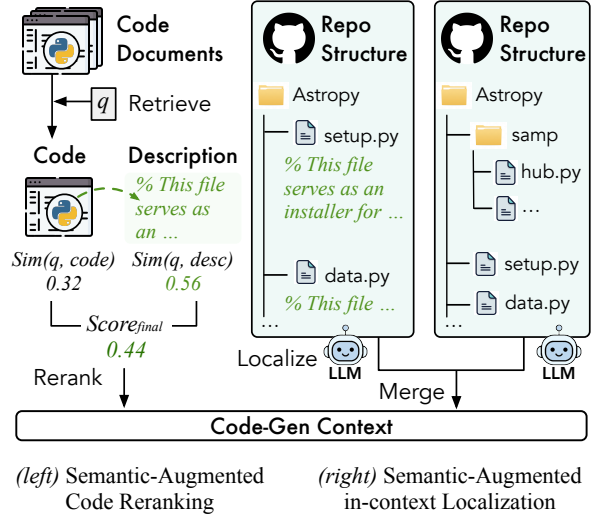 Code
Documents
q Retrieve
Code Description
% This file
serves as
an ...
Sim(q, code) Sim(q, desc)
0.32 0.56
Scorefinal
0.44
Rerank
Repo
Structure
Astropy
setup.py
% This file
serves as an
installer for ...
data.py
% This file ...
...
Localize
LLM
Repo
Structure
Astropy
samp
hub.py
...
setup.py
data.py
...
LLM
Merge
Code-Gen Context
(left) Semantic-Augmented
Code Reranking
(right) Semantic-Augmented
in-context Localization